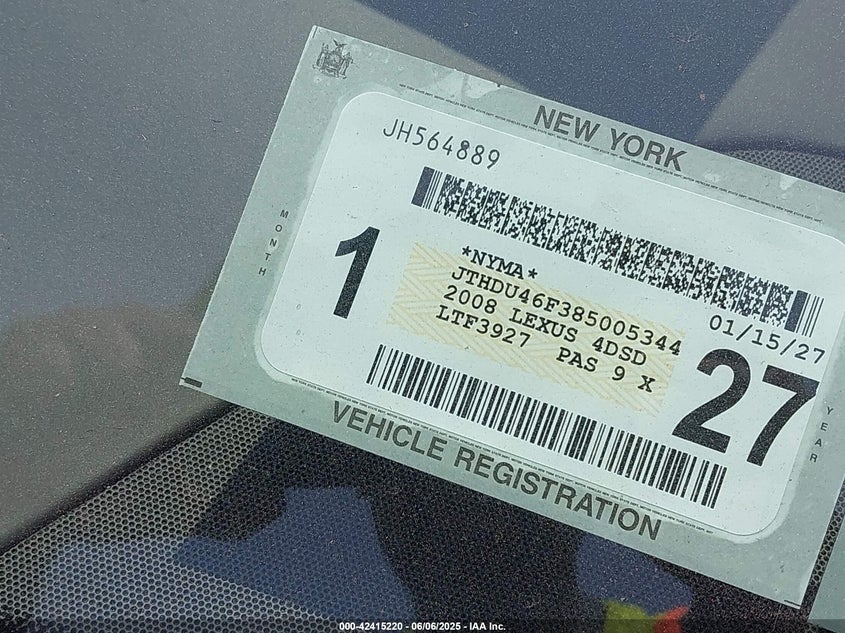 NEW YORK
JH564889
MONTH
1
*NYMA*
JTHDU46F385005344
2008 LEXUS 4DSD
LTF3927 PAS 9 X
01/15/27
27
YEAR
VEHICLE REGISTRATION
000-42415220 - 06/06/2025 - IAA Inc.